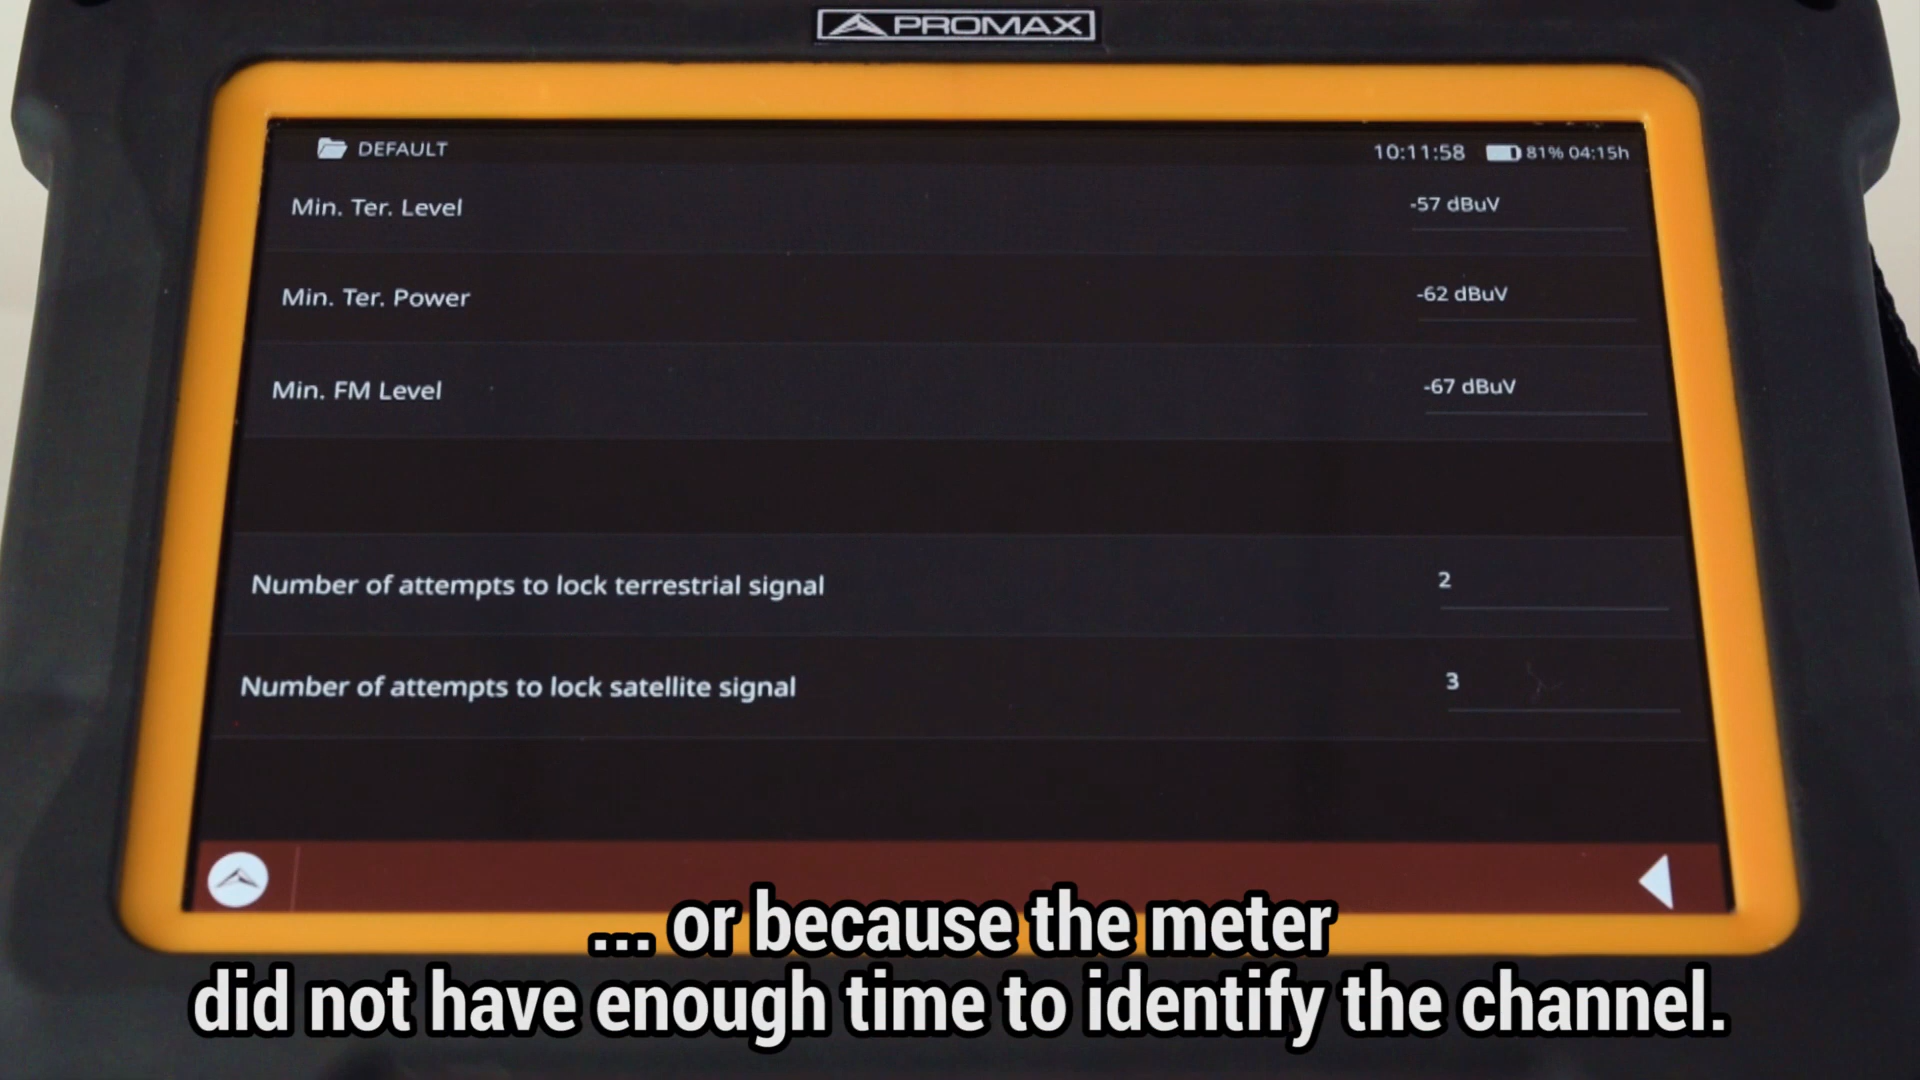 PROMAX
DEFAULT
10:11:58 81% 04:15h
Min. Ter. Level -57 dBuV
Min. Ter. Power -62 dBuV
Min. FM Level -67 dBuV
Number of attempts to lock terrestrial signal 2
Number of attempts to lock satellite signal 3
... or because the meter
did not have enough time to identify the channel.